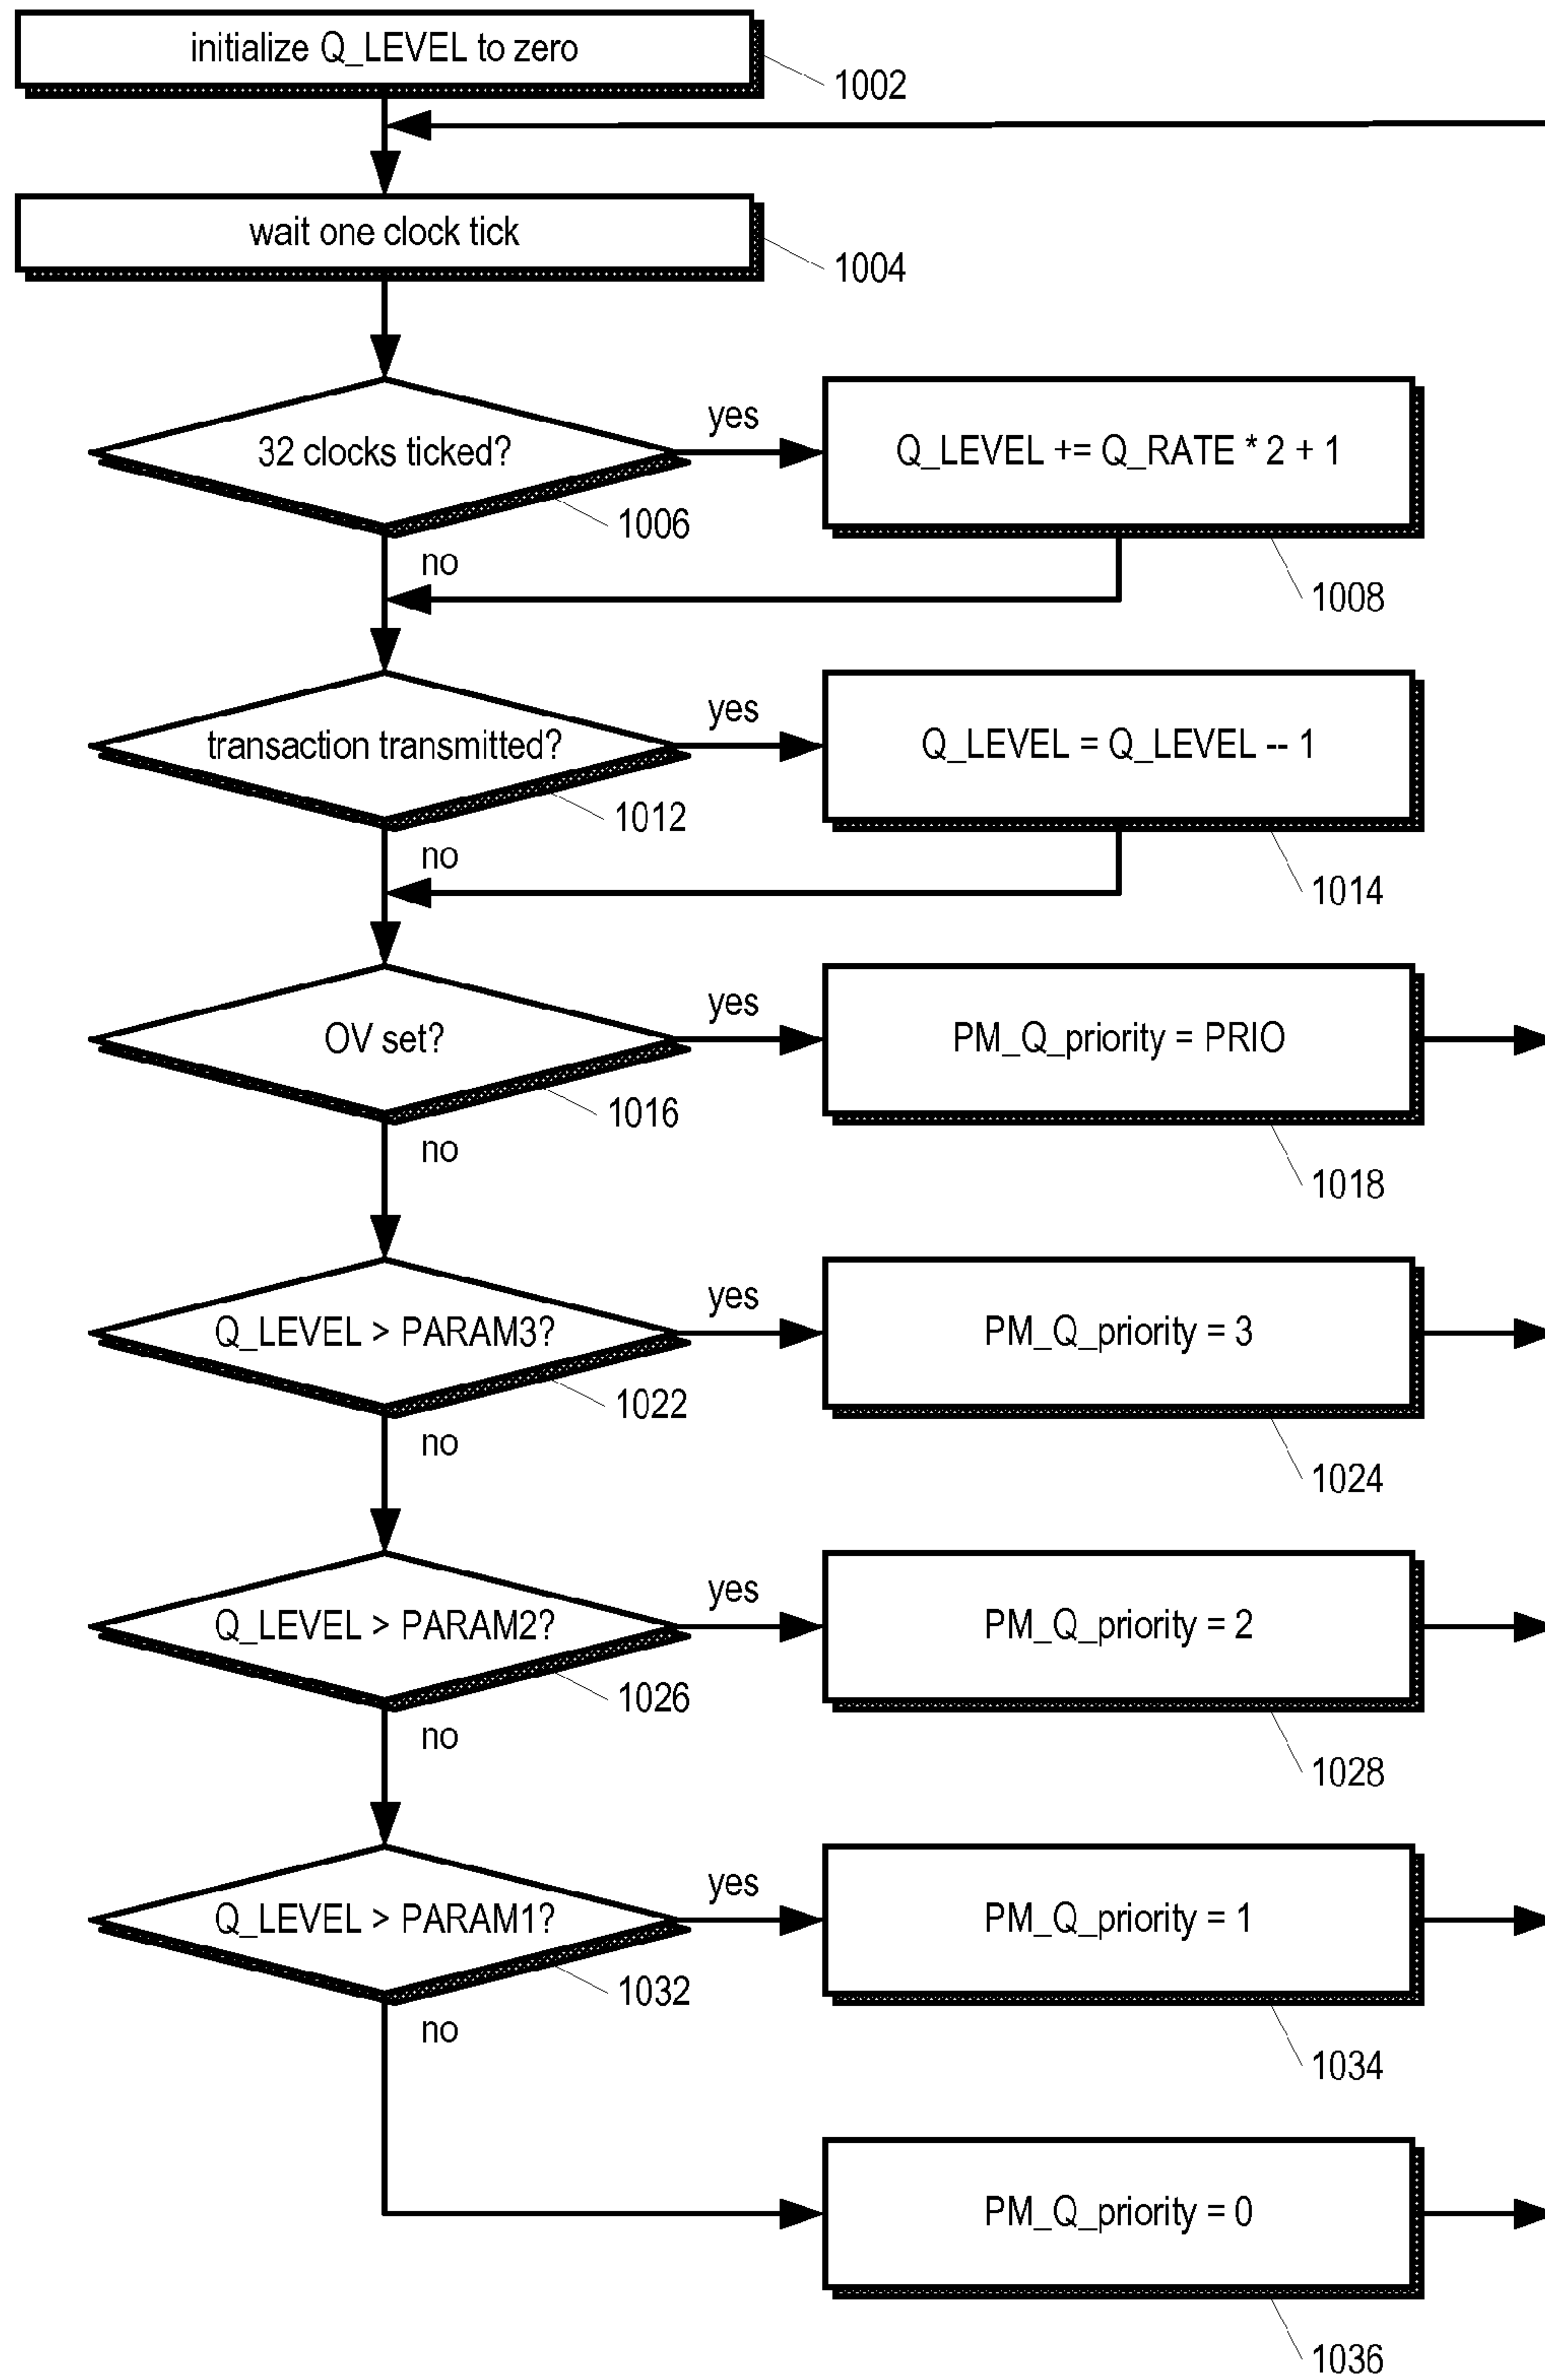 initialize Q_LEVEL to zero
1002
wait one clock tick
1004
32 clocks ticked?
yes
Q_LEVEL += Q_RATE * 2 + 1
1006
no
1008
transaction transmitted?
yes
Q_LEVEL = Q_LEVEL -- 1
1012
no
1014
OV set?
yes
PM_Q_priority = PRIO
1016
no
1018
Q_LEVEL > PARAM3?
yes
PM_Q_priority = 3
1022
no
1024
Q_LEVEL > PARAM2?
yes
PM_Q_priority = 2
1026
no
1028
Q_LEVEL > PARAM1?
yes
PM_Q_priority = 1
1032
no
1034
PM_Q_priority = 0
1036